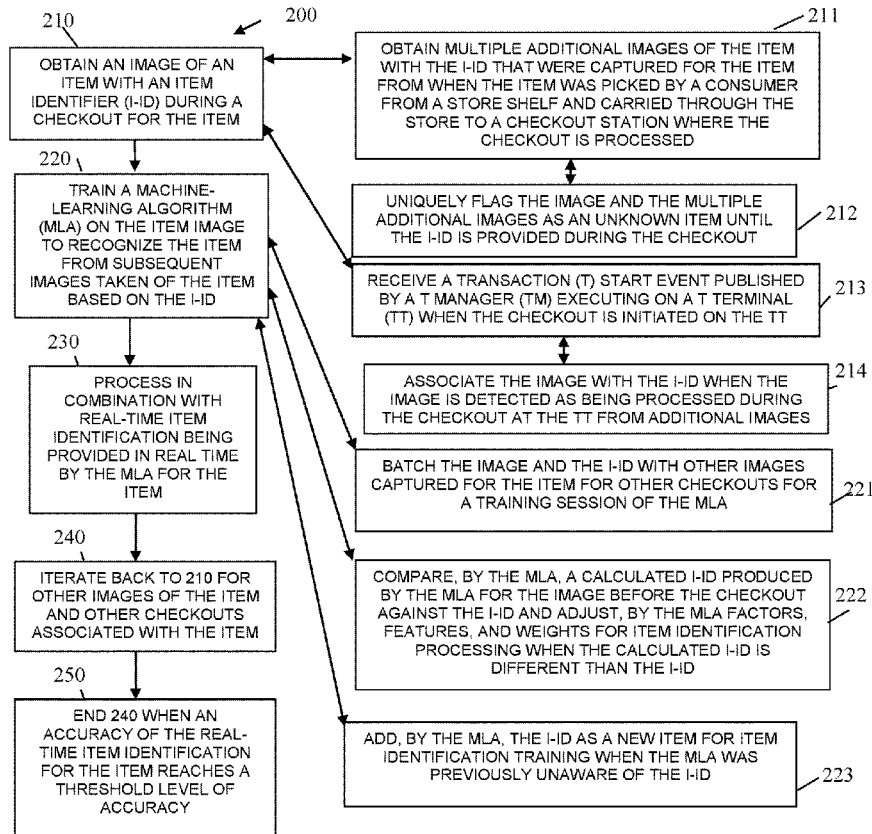 200
210
OBTAIN AN IMAGE OF AN
ITEM WITH AN ITEM
IDENTIFIER (I-ID) DURING A
CHECKOUT FOR THE ITEM
220
TRAIN A MACHINE-
LEARNING ALGORITHM
(MLA) ON THE ITEM IMAGE
TO RECOGNIZE THE ITEM
FROM SUBSEQUENT
IMAGES TAKEN OF THE ITEM
BASED ON THE I-ID
230
PROCESS IN
COMBINATION WITH
REAL-TIME ITEM
IDENTIFICATION BEING
PROVIDED IN REAL TIME
BY THE MLA FOR THE
ITEM
240
ITERATE BACK TO 210 FOR
OTHER IMAGES OF THE ITEM
AND OTHER CHECKOUTS
ASSOCIATED WITH THE ITEM
250
END 240 WHEN AN
ACCURACY OF THE REAL-
TIME ITEM IDENTIFICATION
FOR THE ITEM REACHES A
THRESHOLD LEVEL OF
ACCURACY
211
OBTAIN MULTIPLE ADDITIONAL IMAGES OF THE ITEM
WITH THE I-ID THAT WERE CAPTURED FOR THE ITEM
FROM WHEN THE ITEM WAS PICKED BY A CONSUMER
FROM A STORE SHELF AND CARRIED THROUGH THE
STORE TO A CHECKOUT STATION WHERE THE
CHECKOUT IS PROCESSED
UNIQUELY FLAG THE IMAGE AND THE MULTIPLE
ADDITIONAL IMAGES AS AN UNKNOWN ITEM UNTIL
THE I-ID IS PROVIDED DURING THE CHECKOUT
212
RECEIVE A TRANSACTION (T) START EVENT PUBLISHED
BY A T MANAGER (TM) EXECUTING ON A T TERMINAL
(TT) WHEN THE CHECKOUT IS INITIATED ON THE TT
213
ASSOCIATE THE IMAGE WITH THE I-ID WHEN THE
IMAGE IS DETECTED AS BEING PROCESSED DURING
THE CHECKOUT AT THE TT FROM ADDITIONAL IMAGES
214
BATCH THE IMAGE AND THE I-ID WITH OTHER IMAGES
CAPTURED FOR THE ITEM FOR OTHER CHECKOUTS FOR
A TRAINING SESSION OF THE MLA
221
COMPARE, BY THE MLA, A CALCULATED I-ID PRODUCED
BY THE MLA FOR THE IMAGE BEFORE THE CHECKOUT
AGAINST THE I-ID AND ADJUST, BY THE MLA FACTORS,
FEATURES, AND WEIGHTS FOR ITEM IDENTIFICATION
PROCESSING WHEN THE CALCULATED I-ID IS
DIFFERENT THAN THE I-ID
222
ADD, BY THE MLA, THE I-ID AS A NEW ITEM FOR ITEM
IDENTIFICATION TRAINING WHEN THE MLA WAS
PREVIOUSLY UNAWARE OF THE I-ID
223